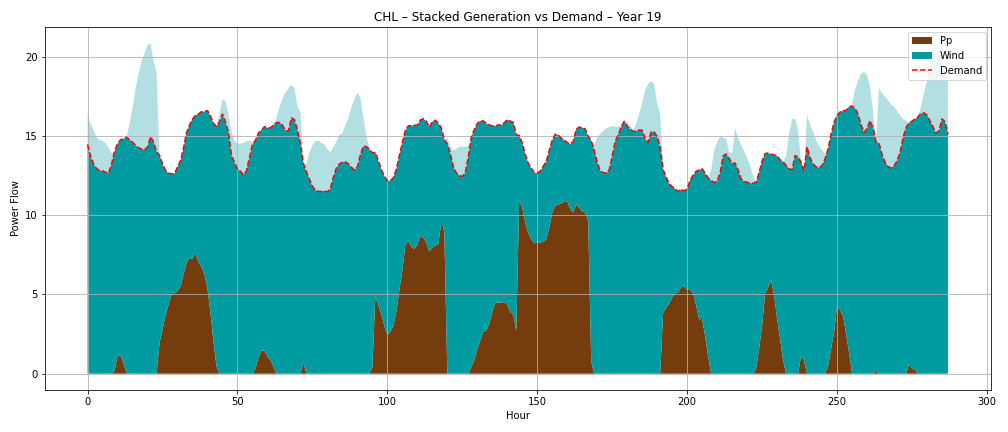 CHL – Stacked Generation vs Demand – Year 19
Pp
Wind
Demand
Power Flow
20
15
10
5
0
0 50 100 150 200 250 300
Hour